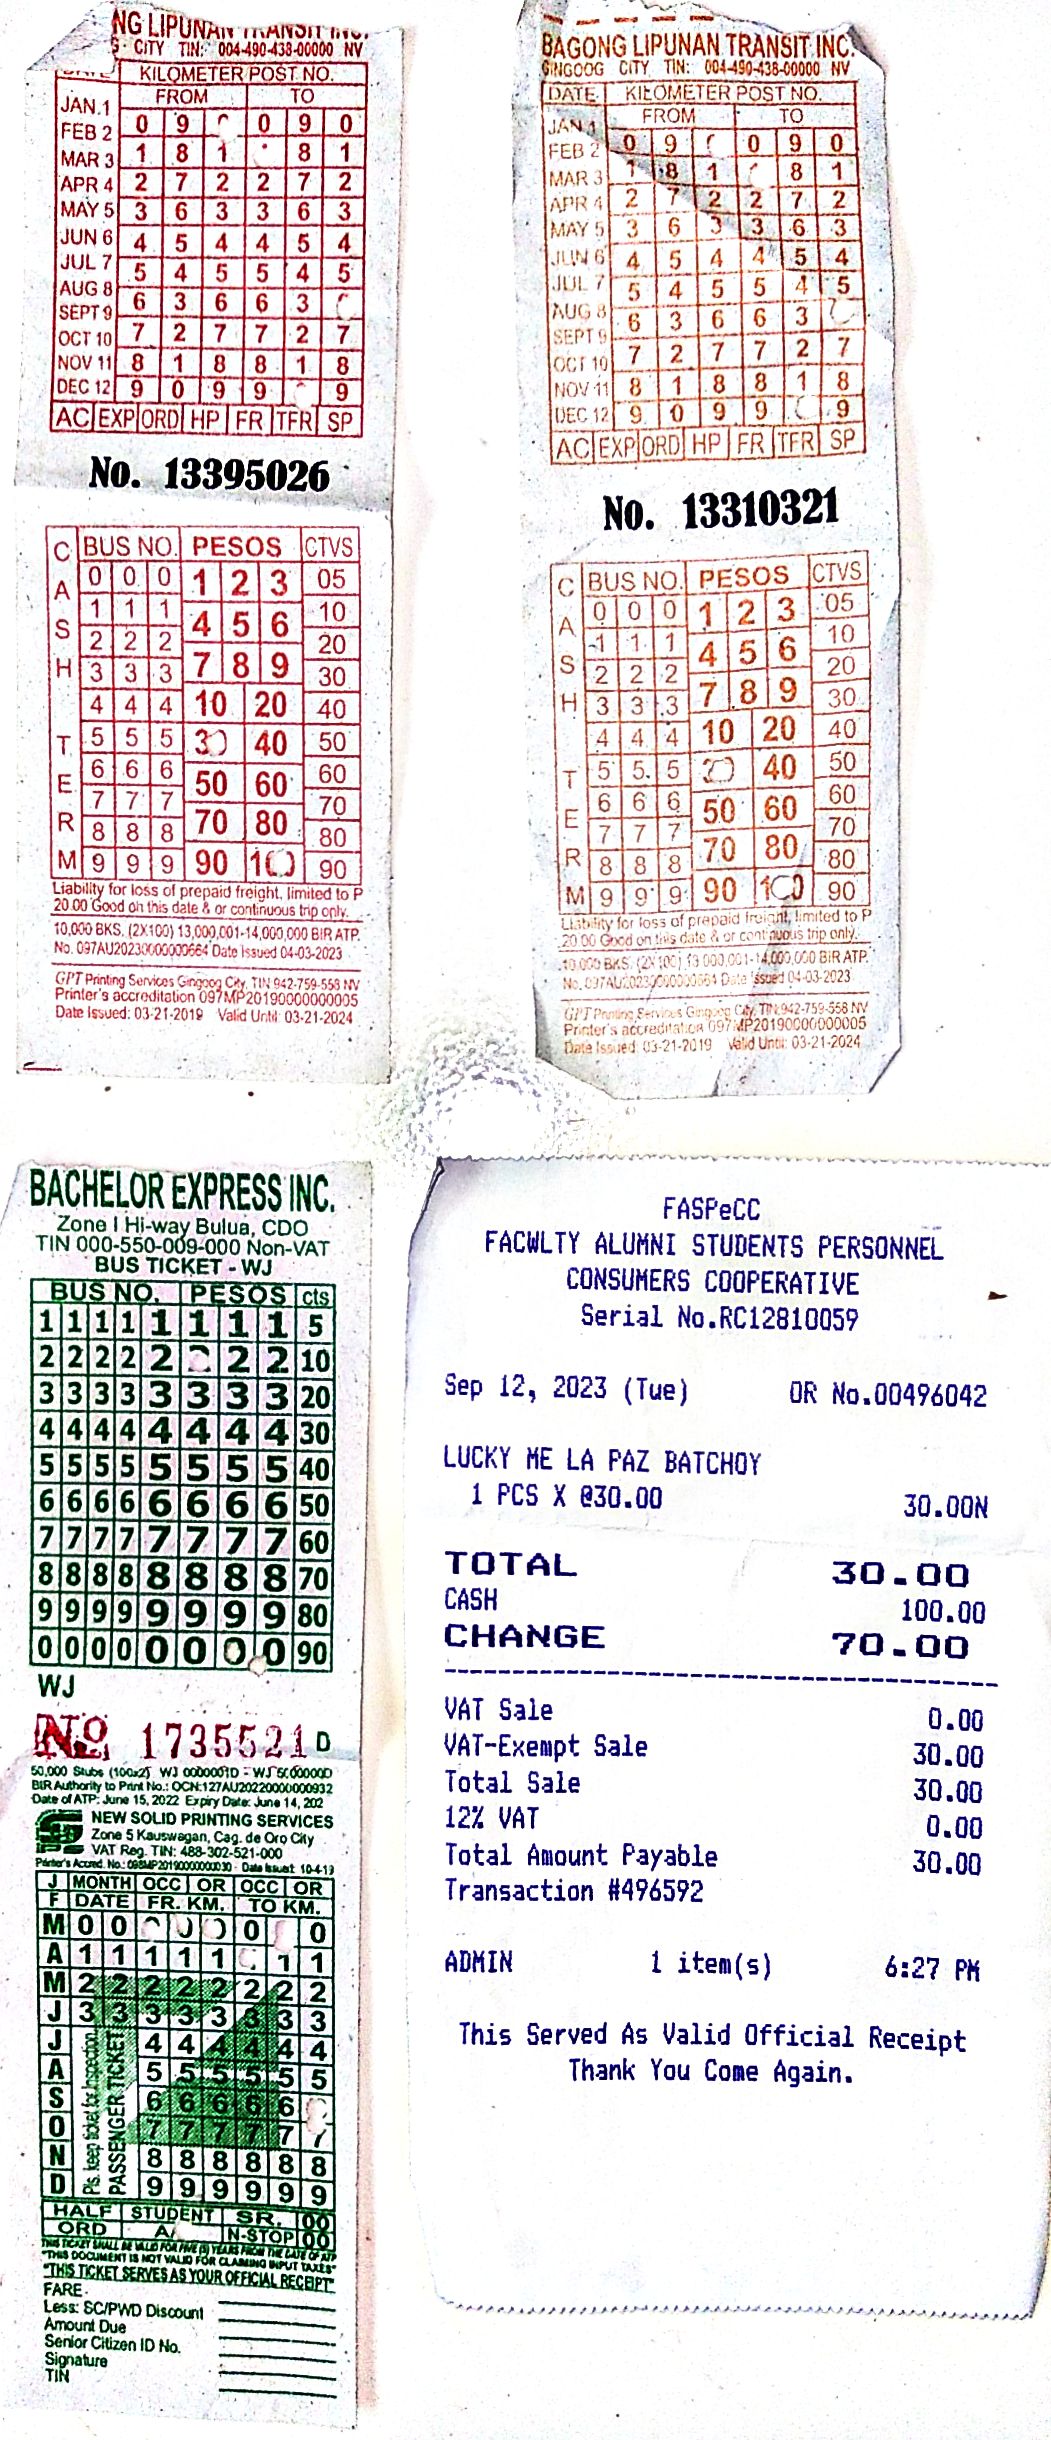 NG LIPUNAN TRANSIT INC.
CITY TIN: 004-490-438-00000 NV
KILOMETER POST NO.
FROM TO
JAN.1
FEB 2 0 9 0 9 0
MAR 3 1 8 1 8 1
APR 4 2 7 2 2 7 2
MAY 5 3 6 3 3 6 3
JUN 6 4 5 4 4 5 4
JUL 7 5 4 5 5 4 5
AUG 8 6 3 6 6 3
SEPT 9
OCT 10 7 2 7 7 2 7
NOV 11 8 1 8 8 1 8
DEC 12 9 0 9 9 9
AC EXP ORD HP FR TFR SP
No. 13395026
CASH TERM
BUS NO. PESOS CTVS
0 0 0 1 2 3 05
1 1 1 4 5 6 10
2 2 2 20
3 3 3 7 8 9 30
4 4 4 10 20 40
5 5 5 40 50
6 6 6 50 60 60
7 7 7 70
8 8 8 70 80 80
9 9 9 90 90
Liability for loss of prepaid freight, limited to P
20.00 Good on this date & or continuous trip only.
10,000 BKS. (2X100) 13,000,001-14,000,000 BIR ATP.
No. 097AU20230000000664 Date Issued 04-03-2023
GPT Printing Services Gingoog City, TIN 942-759-558 NV
Printer's accreditation 097MP20190000000005
Date Issued: 03-21-2019 Valid Until: 03-21-2024
BAGONG LIPUNAN TRANSIT INC.
GINGOOG CITY TIN: 004-490-438-00000 NV
DATE KILOMETER POST NO.
FROM TO
JAN 1
FEB 2 0 9 0 9 0
MAR 3 1 8 1 8 1
APR 4 2 7 2 2 7 2
MAY 5 3 6 3 3 6 3
JUN 6 4 5 4 4 5 4
JUL 7 5 4 5 5 4 5
AUG 8 6 3 6 6 3
SEPT 9
OCT 10 7 2 7 7 2 7
NOV 11 8 1 8 8 1 8
DEC 12 9 0 9 9 9
AC EXP ORD HP FR TFR SP
No. 13310321
CASH TERM
BUS NO. PESOS CTVS
0 0 0 1 2 3 05
1 1 1 4 5 6 10
2 2 2 20
3 3 3 7 8 9 30
4 4 4 10 20 40
5 5 5 40 50
6 6 6 50 60 60
7 7 7 70
8 8 8 70 80 80
9 9 9 90 90
Liability for loss of prepaid freight, limited to P
20.00 Good on this date & or continuous trip only.
10,000 BKS. (2X100) 13,000,001-14,000,000 BIR ATP.
No. 097AU20230000000664 Date Issued 04-03-2023
GPT Printing Services Gingoog City, TIN:942-759-558 NV
Printer's accreditation 097MP20190000000005
Date Issued: 03-21-2019 Valid Until: 03-21-2024
BACHELOR EXPRESS INC.
Zone I Hi-way Bulua, CDO
TIN 000-550-009-000 Non-VAT
BUS TICKET - WJ
BUS NO. PESOS cts
1 1 1 1 1 1 1 1 5
2 2 2 2 2 2 2 10
3 3 3 3 3 3 3 3 20
4 4 4 4 4 4 4 4 30
5 5 5 5 5 5 5 5 40
6 6 6 6 6 6 6 6 50
7 7 7 7 7 7 7 7 60
8 8 8 8 8 8 8 8 70
9 9 9 9 9 9 9 9 80
0 0 0 0 0 0 0 0 90
WJ
No 1735521 D
50,000 Stubs (100x2) WJ 0000001D - WJ 5000000D
BIR Authority to Print No.: OCN:127AU20220000000932
Date of ATP: June 15, 2022 Expiry Date: June 14, 202
NEW SOLID PRINTING SERVICES
Zone 5 Kauswagan, Cag. de Oro City
VAT Reg. TIN: 488-302-521-000
Printer's Accred. No.: 098MP20190000000030 - Date Issued: 10-4-19
J MONTH OCC OR OCC OR
F DATE FR. KM. TO KM.
M 0 0 0 0
A 1 1 1 1 1 1 1
M 2 2 2 2 2 2 2 2
J 3 3 3 3 3 3 3 3
J 4 4 4 4 4 4
A 5 5 5 5 5 5
S 6 6 6 6 6
O 7 7 7 7 7 7
N 8 8 8 8 8 8
D 9 9 9 9 9 9
Pls. keep ticket for inspection
PASSENGER TICKET
HALF STUDENT SR. 00
ORD A/ N-STOP 00
THIS TICKET SHALL BE VALID FOR FIVE (5) YEARS FROM THE DATE OF ATP
"THIS DOCUMENT IS NOT VALID FOR CLAIMING INPUT TAXES"
"THIS TICKET SERVES AS YOUR OFFICIAL RECEIPT"
FARE
Less: SC/PWD Discount
Amount Due
Senior Citizen ID No.
Signature
TIN
FASPeCC
FACWLTY ALUMNI STUDENTS PERSONNEL
CONSUMERS COOPERATIVE
Serial No.RC12810059
Sep 12, 2023 (Tue) OR No.00496042
LUCKY ME LA PAZ BATCHOY
1 PCS X @30.00 30.00N
TOTAL 30.00
CASH 100.00
CHANGE 70.00
VAT Sale 0.00
VAT-Exempt Sale 30.00
Total Sale 30.00
12% VAT 0.00
Total Amount Payable 30.00
Transaction #496592
ADMIN 1 item(s) 6:27 PM
This Served As Valid Official Receipt
Thank You Come Again.